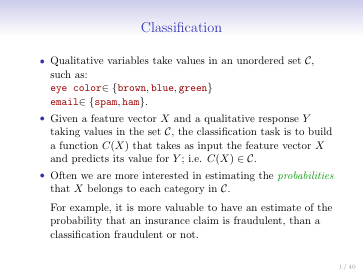 Classification
• Qualitative variables take values in an unordered set C,
such as:
eye color∈ {brown, blue, green}
email∈ {spam, ham}.
• Given a feature vector X and a qualitative response Y
taking values in the set C, the classification task is to build
a function C(X) that takes as input the feature vector X
and predicts its value for Y; i.e. C(X) ∈ C.
• Often we are more interested in estimating the probabilities
that X belongs to each category in C.
For example, it is more valuable to have an estimate of the
probability that an insurance claim is fraudulent, than a
classification fraudulent or not.
1 / 40